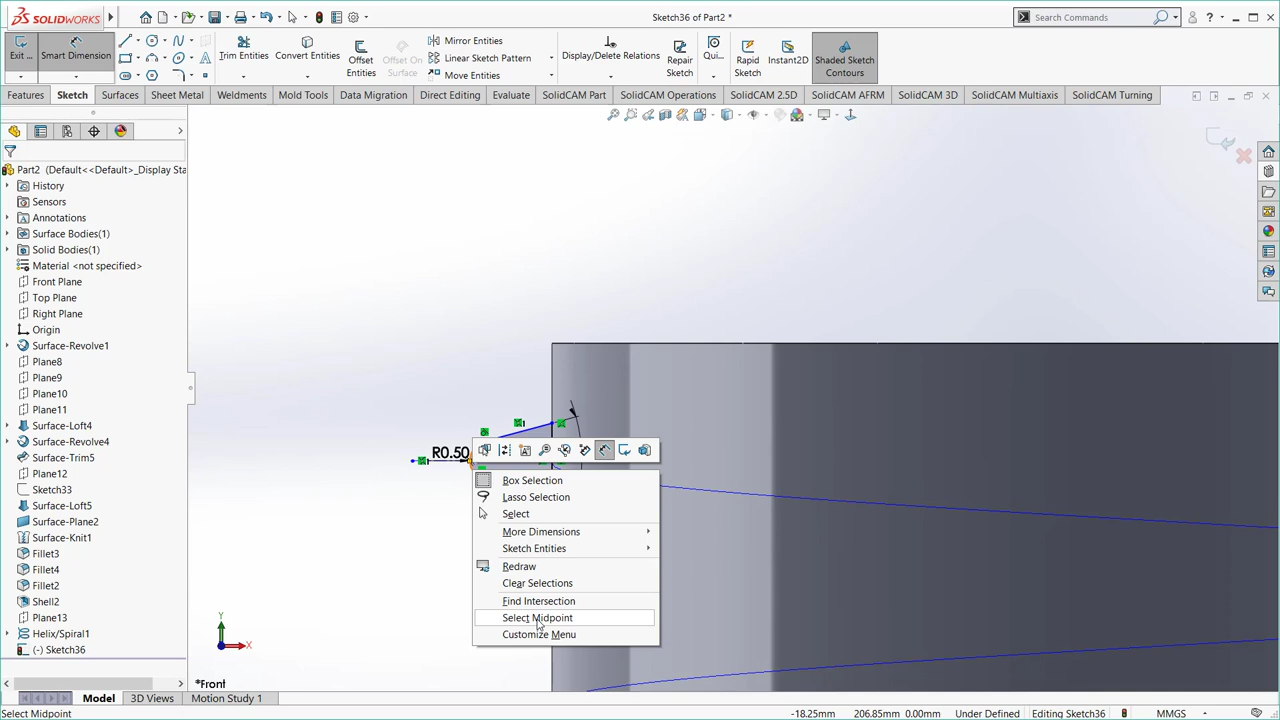 SOLIDWORKS
Sketch36 of Part2 *
Search Commands
Exit ...
Smart Dimension
Trim Entities
Convert Entities
Offset Entities
Offset On Surface
Mirror Entities
Linear Sketch Pattern
Move Entities
Display/Delete Relations
Repair Sketch
Qui...
Rapid Sketch
Instant2D
Shaded Sketch Contours
Features
Sketch
Surfaces
Sheet Metal
Weldments
Mold Tools
Data Migration
Direct Editing
Evaluate
SolidCAM Part
SolidCAM Operations
SolidCAM 2.5D
SolidCAM AFRM
SolidCAM 3D
SolidCAM Multiaxis
SolidCAM Turning
Part2 (Default<<Default>_Display Sta
History
Sensors
Annotations
Surface Bodies(1)
Solid Bodies(1)
Material <not specified>
Front Plane
Top Plane
Right Plane
Origin
Surface-Revolve1
Plane8
Plane9
Plane10
Plane11
Surface-Loft4
Surface-Revolve4
Surface-Trim5
Plane12
Sketch33
Surface-Loft5
Surface-Plane2
Surface-Knit1
Fillet3
Fillet4
Fillet2
Shell2
Plane13
Helix/Spiral1
(-) Sketch36
R0.50
Box Selection
Lasso Selection
Select
More Dimensions
Sketch Entities
Redraw
Clear Selections
Find Intersection
Select Midpoint
Customize Menu
Y
X
*Front
Model
3D Views
Motion Study 1
Select Midpoint
-18.25mm
206.85mm
0.00mm
Under Defined
Editing Sketch36
MMGS